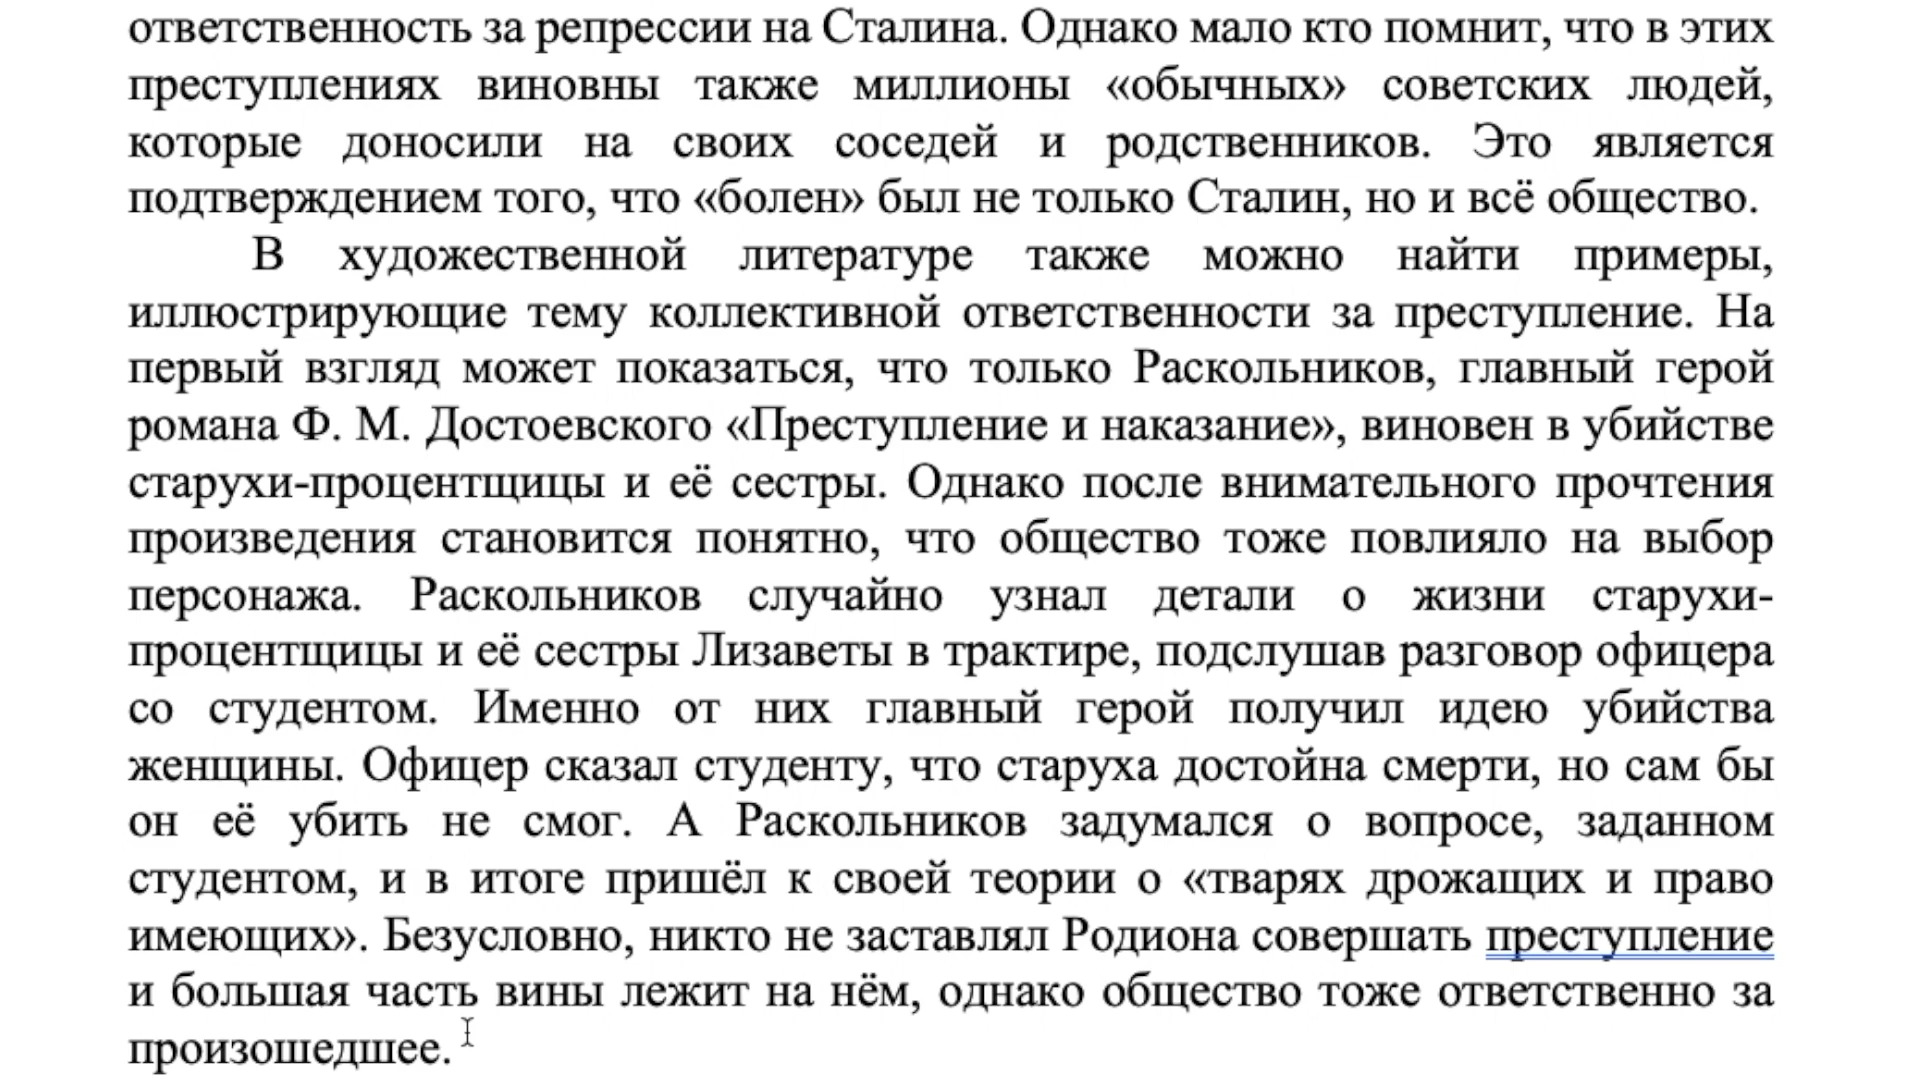 ответственность за репрессии на Сталина. Однако мало кто помнит, что в этих
преступлениях виновны также миллионы «обычных» советских людей,
которые доносили на своих соседей и родственников. Это является
подтверждением того, что «болен» был не только Сталин, но и всё общество.
В художественной литературе также можно найти примеры,
иллюстрирующие тему коллективной ответственности за преступление. На
первый взгляд может показаться, что только Раскольников, главный герой
романа Ф. М. Достоевского «Преступление и наказание», виновен в убийстве
старухи-процентщицы и её сестры. Однако после внимательного прочтения
произведения становится понятно, что общество тоже повлияло на выбор
персонажа. Раскольников случайно узнал детали о жизни старухи-
процентщицы и её сестры Лизаветы в трактире, подслушав разговор офицера
со студентом. Именно от них главный герой получил идею убийства
женщины. Офицер сказал студенту, что старуха достойна смерти, но сам бы
он её убить не смог. А Раскольников задумался о вопросе, заданном
студентом, и в итоге пришёл к своей теории о «тварях дрожащих и право
имеющих». Безусловно, никто не заставлял Родиона совершать преступление
и большая часть вины лежит на нём, однако общество тоже ответственно за
произошедшее.